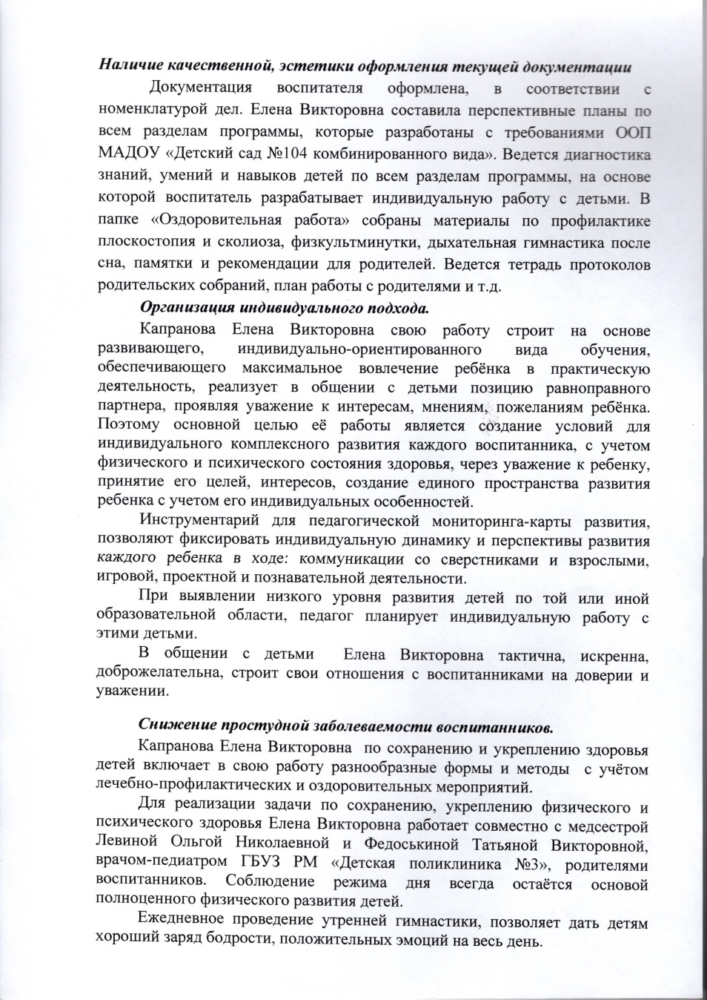 Наличие качественной, эстетики оформления текущей документации
Документация воспитателя оформлена, в соответствии с
номенклатурой дел. Елена Викторовна составила перспективные планы по
всем разделам программы, которые разработаны с требованиями ООП
МАДОУ «Детский сад №104 комбинированного вида». Ведется диагностика
знаний, умений и навыков детей по всем разделам программы, на основе
которой воспитатель разрабатывает индивидуальную работу с детьми. В
папке «Оздоровительная работа» собраны материалы по профилактике
плоскостопия и сколиоза, физкультминутки, дыхательная гимнастика после
сна, памятки и рекомендации для родителей. Ведется тетрадь протоколов
родительских собраний, план работы с родителями и т.д.
Организация индивидуального подхода.
Капранова Елена Викторовна свою работу строит на основе
развивающего, индивидуально-ориентированного вида обучения,
обеспечивающего максимальное вовлечение ребёнка в практическую
деятельность, реализует в общении с детьми позицию равноправного
партнера, проявляя уважение к интересам, мнениям, пожеланиям ребёнка.
Поэтому основной целью её работы является создание условий для
индивидуального комплексного развития каждого воспитанника, с учетом
физического и психического состояния здоровья, через уважение к ребенку,
принятие его целей, интересов, создание единого пространства развития
ребенка с учетом его индивидуальных особенностей.
Инструментарий для педагогической мониторинга-карты развития,
позволяют фиксировать индивидуальную динамику и перспективы развития
каждого ребенка в ходе: коммуникации со сверстниками и взрослыми,
игровой, проектной и познавательной деятельности.
При выявлении низкого уровня развития детей по той или иной
образовательной области, педагог планирует индивидуальную работу с
этими детьми.
В общении с детьми Елена Викторовна тактична, искренна,
доброжелательна, строит свои отношения с воспитанниками на доверии и
уважении.
Снижение простудной заболеваемости воспитанников.
Капранова Елена Викторовна по сохранению и укреплению здоровья
детей включает в свою работу разнообразные формы и методы с учётом
лечебно-профилактических и оздоровительных мероприятий.
Для реализации задачи по сохранению, укреплению физического и
психического здоровья Елена Викторовна работает совместно с медсестрой
Левиной Ольгой Николаевной и Федоськиной Татьяной Викторовной,
врачом-педиатром ГБУЗ РМ «Детская поликлиника №3», родителями
воспитанников. Соблюдение режима дня всегда остаётся основой
полноценного физического развития детей.
Ежедневное проведение утренней гимнастики, позволяет дать детям
хороший заряд бодрости, положительных эмоций на весь день.